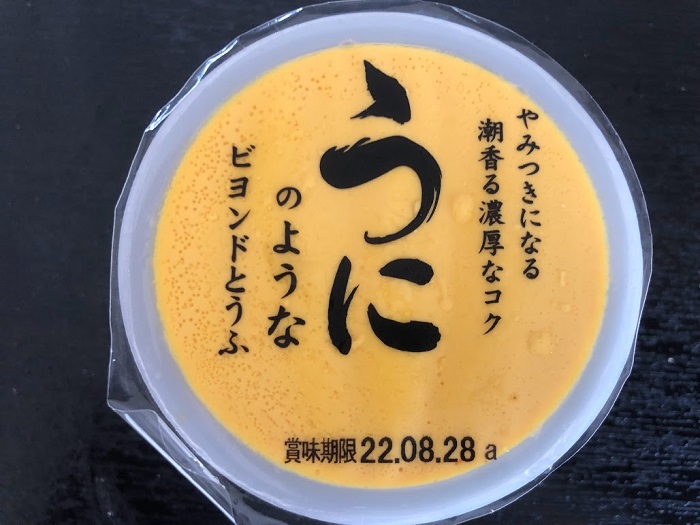 やみつきになる
潮香る濃厚なコク
うに
のような
ビヨンドとうふ
賞味期限 22.08.28 a